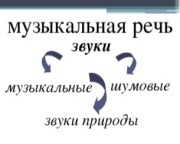 музыкальная речь
звуки
музыкальные шумовые
звуки природы